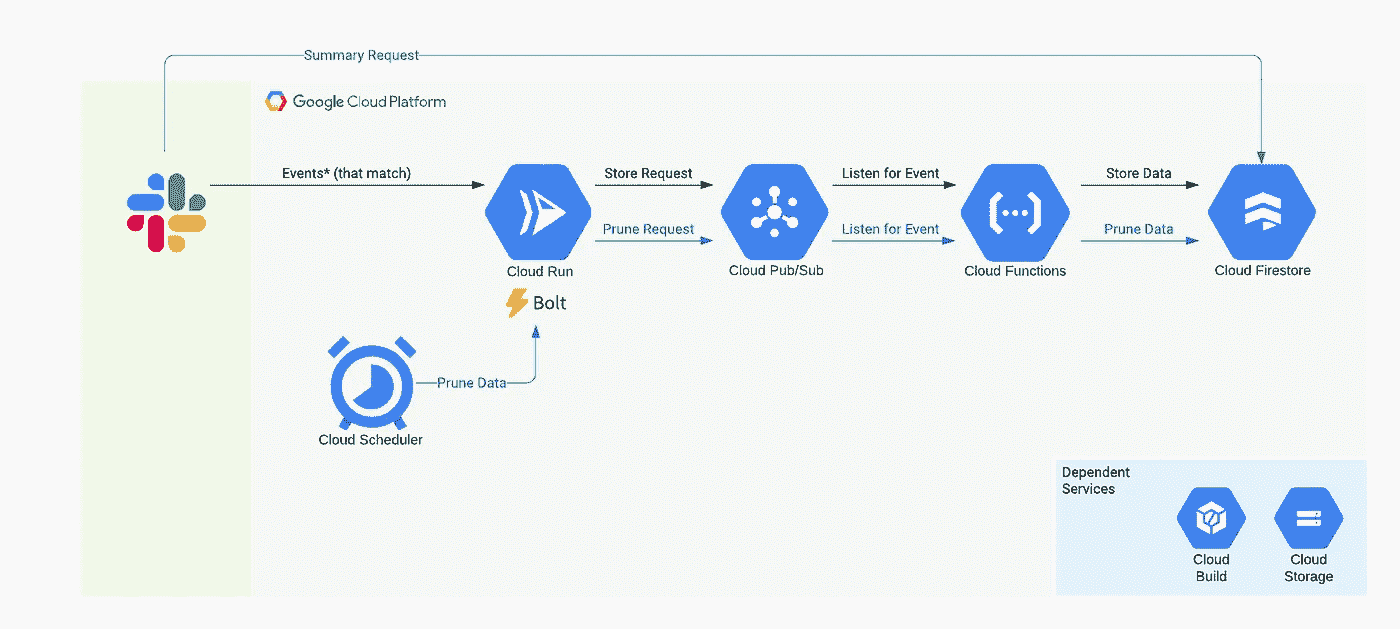 Summary Request
Google Cloud Platform
Events* (that match)
Store Request
Listen for Event
Store Data
Prune Request
Listen for Event
Prune Data
Cloud Run
Cloud Pub/Sub
Cloud Functions
Cloud Firestore
Bolt
Prune Data
Cloud Scheduler
Dependent
Services
Cloud
Build
Cloud
Storage